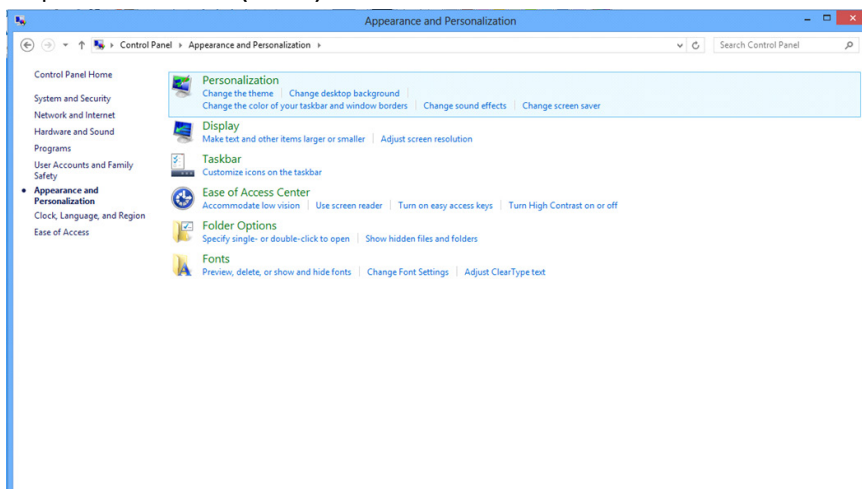 Appearance and Personalization
Control Panel ▸ Appearance and Personalization ▸
Search Control Panel
Control Panel Home
System and Security
Network and Internet
Hardware and Sound
Programs
User Accounts and Family
Safety
Appearance and
Personalization
Clock, Language, and Region
Ease of Access
Personalization
Change the theme | Change desktop background |
Change the color of your taskbar and window borders | Change sound effects | Change screen saver
Display
Make text and other items larger or smaller | Adjust screen resolution
Taskbar
Customize icons on the taskbar
Ease of Access Center
Accommodate low vision | Use screen reader | Turn on easy access keys | Turn High Contrast on or off
Folder Options
Specify single- or double-click to open | Show hidden files and folders
Fonts
Preview, delete, or show and hide fonts | Change Font Settings | Adjust ClearType text